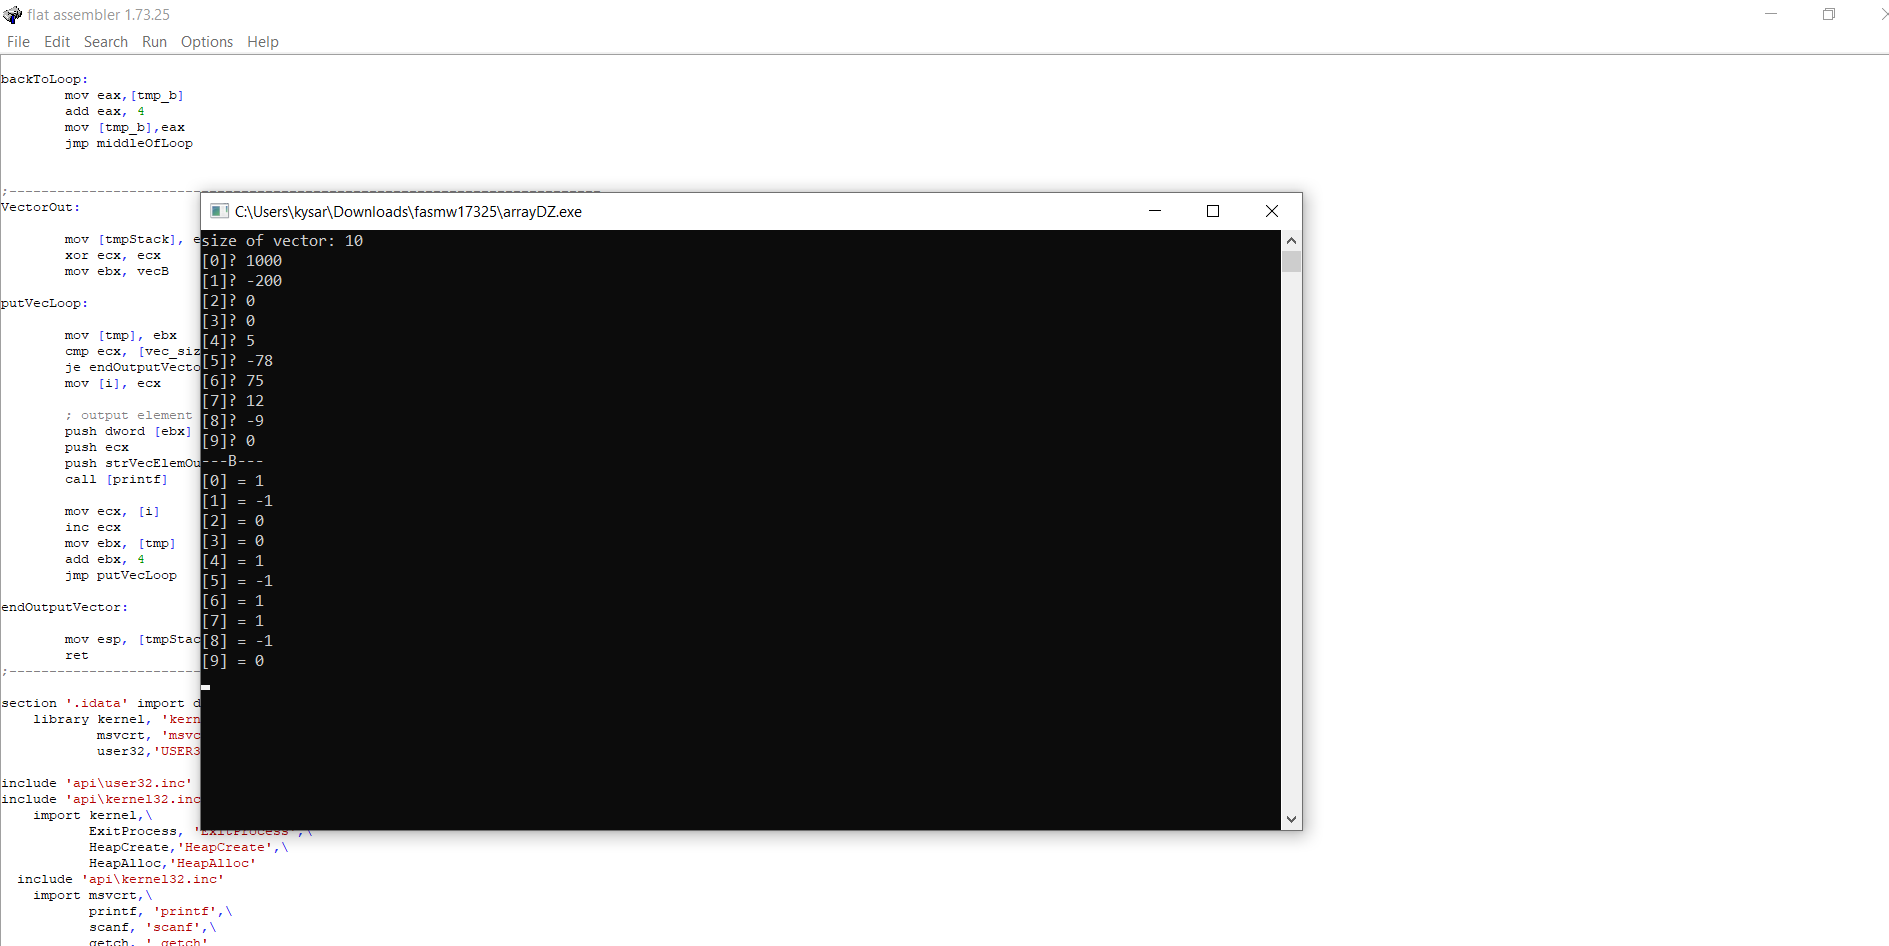 flat assembler 1.73.25
File Edit Search Run Options Help
backToLoop:
mov eax,[tmp_b]
add eax, 4
mov [tmp_b],eax
jmp middleOfLoop
;--------------------------------------------------------------------------
VectorOut:
mov [tmpStack], e
xor ecx, ecx
mov ebx, vecB
putVecLoop:
mov [tmp], ebx
cmp ecx, [vec_siz
je endOutputVecto
mov [i], ecx
; output element
push dword [ebx]
push ecx
push strVecElemOu
call [printf]
mov ecx, [i]
inc ecx
mov ebx, [tmp]
add ebx, 4
jmp putVecLoop
endOutputVector:
mov esp, [tmpStac
ret
;------------------------
section '.idata' import d
library kernel, 'kern
msvcrt, 'msvc
user32,'USER3
include 'api\user32.inc'
include 'api\kernel32.inc
import kernel,\
ExitProcess, 'ExitProcess',\
HeapCreate,'HeapCreate',\
HeapAlloc,'HeapAlloc'
include 'api\kernel32.inc'
import msvcrt,\
printf, 'printf',\
scanf, 'scanf',\
getch, '_getch'
C:\Users\kysar\Downloads\fasmw17325\arrayDZ.exe
size of vector: 10
[0]? 1000
[1]? -200
[2]? 0
[3]? 0
[4]? 5
[5]? -78
[6]? 75
[7]? 12
[8]? -9
[9]? 0
---B---
[0] = 1
[1] = -1
[2] = 0
[3] = 0
[4] = 1
[5] = -1
[6] = 1
[7] = 1
[8] = -1
[9] = 0